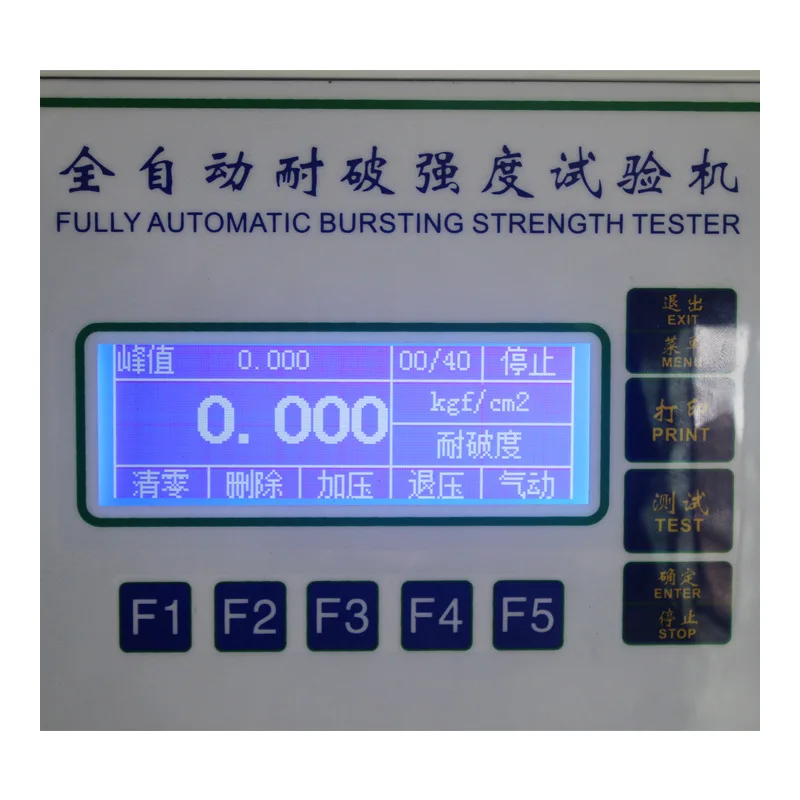 全自动耐破强度试验机
FULLY AUTOMATIC BURSTING STRENGTH TESTER
峰值 0.000 00/40 停止
0.000
kgf/cm2
耐破度
清零 删除 加压 退压 气动
退出
EXIT
菜单
MENU
打印
PRINT
测试
TEST
确定
ENTER
停止
STOP
F1 F2 F3 F4 F5